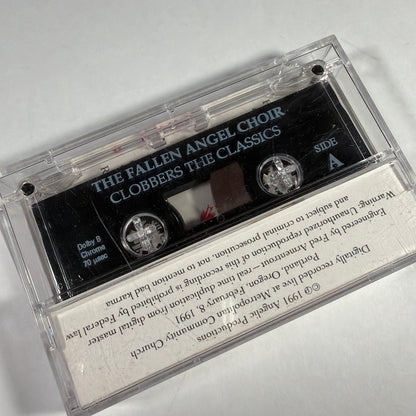 THE FALLEN ANGEL CHOIR
CLOBBERS THE CLASSICS
SIDE
A
Dolby B
Chrome
70 µsec
©℗ 1991 Angelic Productions
Digitally recorded live at Metropolitan Community Church
Portland, Oregon February 8, 1991
Engineered by Fred Amerson—real time duplication from digital master
Warning: Unauthorized reproduction of this recording is prohibited by Federal law
and subject to criminal prosecution, not to mention bad karma